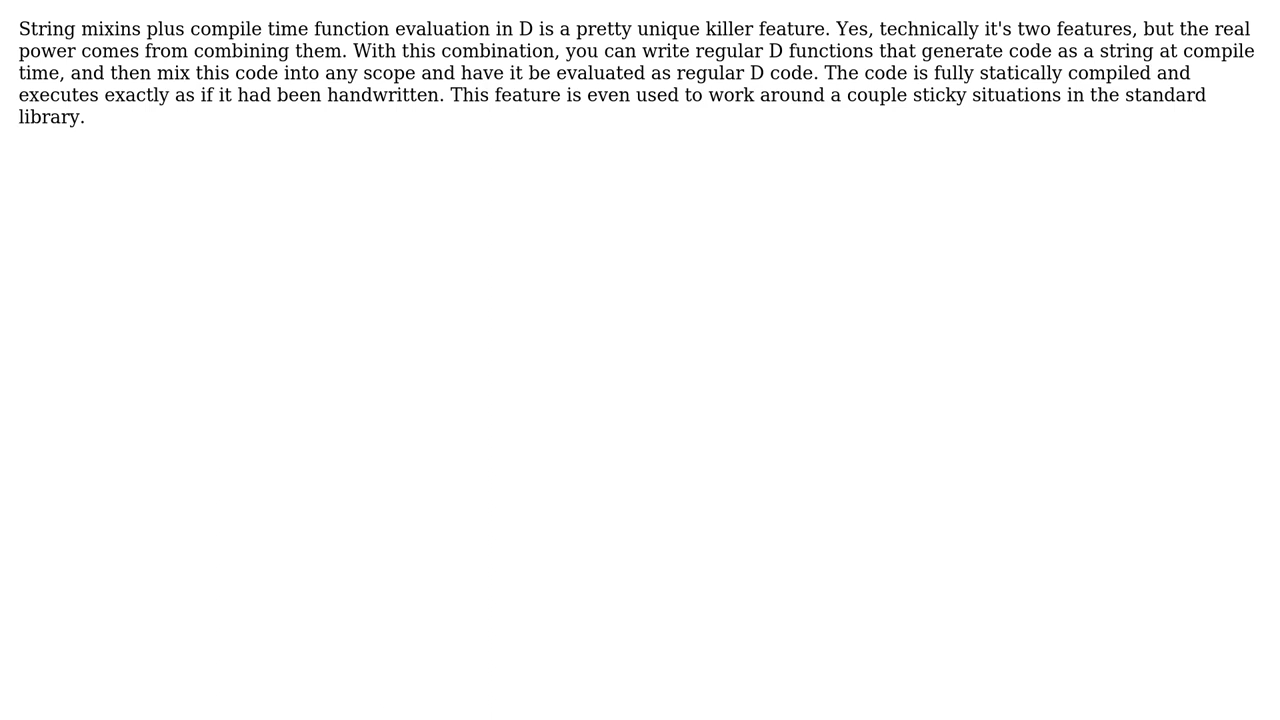 String mixins plus compile time function evaluation in D is a pretty unique killer feature. Yes, technically it's two features, but the real
power comes from combining them. With this combination, you can write regular D functions that generate code as a string at compile
time, and then mix this code into any scope and have it be evaluated as regular D code. The code is fully statically compiled and
executes exactly as if it had been handwritten. This feature is even used to work around a couple sticky situations in the standard
library.